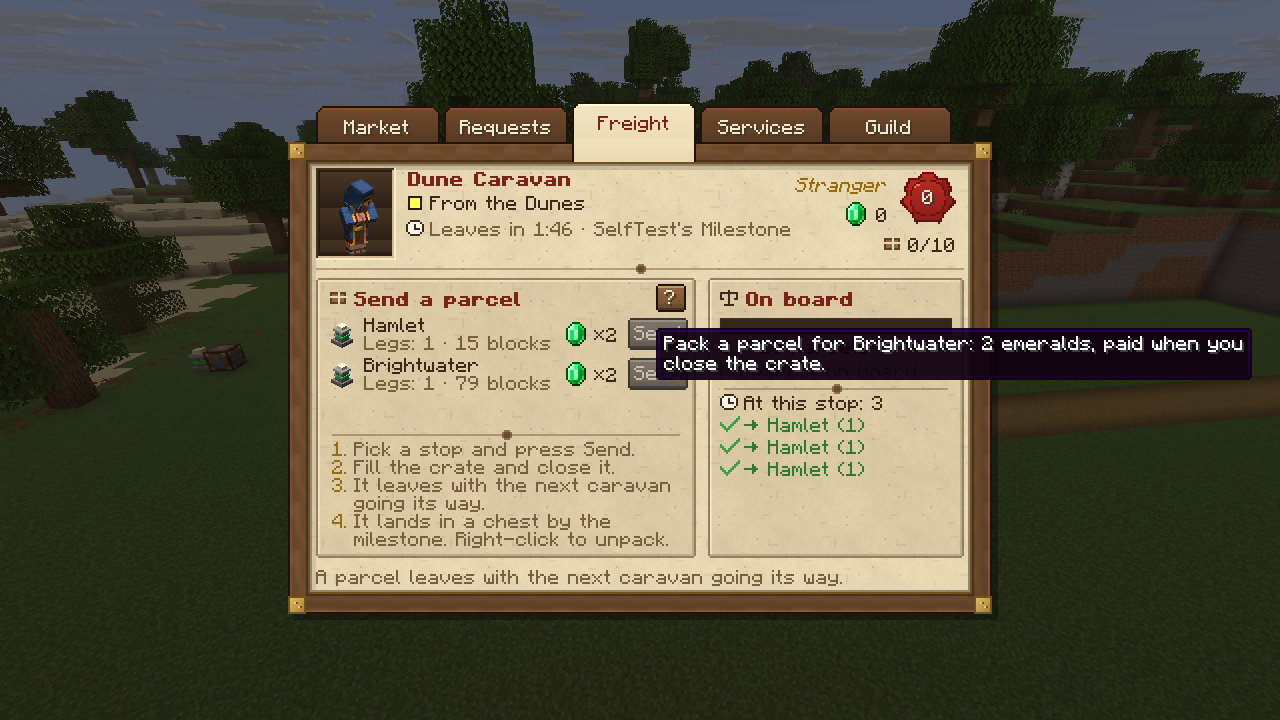 Market
Requests
Freight
Services
Guild
Dune Caravan
From the Dunes
Leaves in 1:46 · SelfTest's Milestone
Stranger
0
0
0/10
Send a parcel
?
Hamlet
Legs: 1 · 15 blocks
×2
Brightwater
Legs: 1 · 79 blocks
×2
1. Pick a stop and press Send.
2. Fill the crate and close it.
3. It leaves with the next caravan
going its way.
4. It lands in a chest by the
milestone. Right-click to unpack.
On board
Pack a parcel for Brightwater: 2 emeralds, paid when you
close the crate.
on board
At this stop: 3
→ Hamlet (1)
→ Hamlet (1)
→ Hamlet (1)
A parcel leaves with the next caravan going its way.